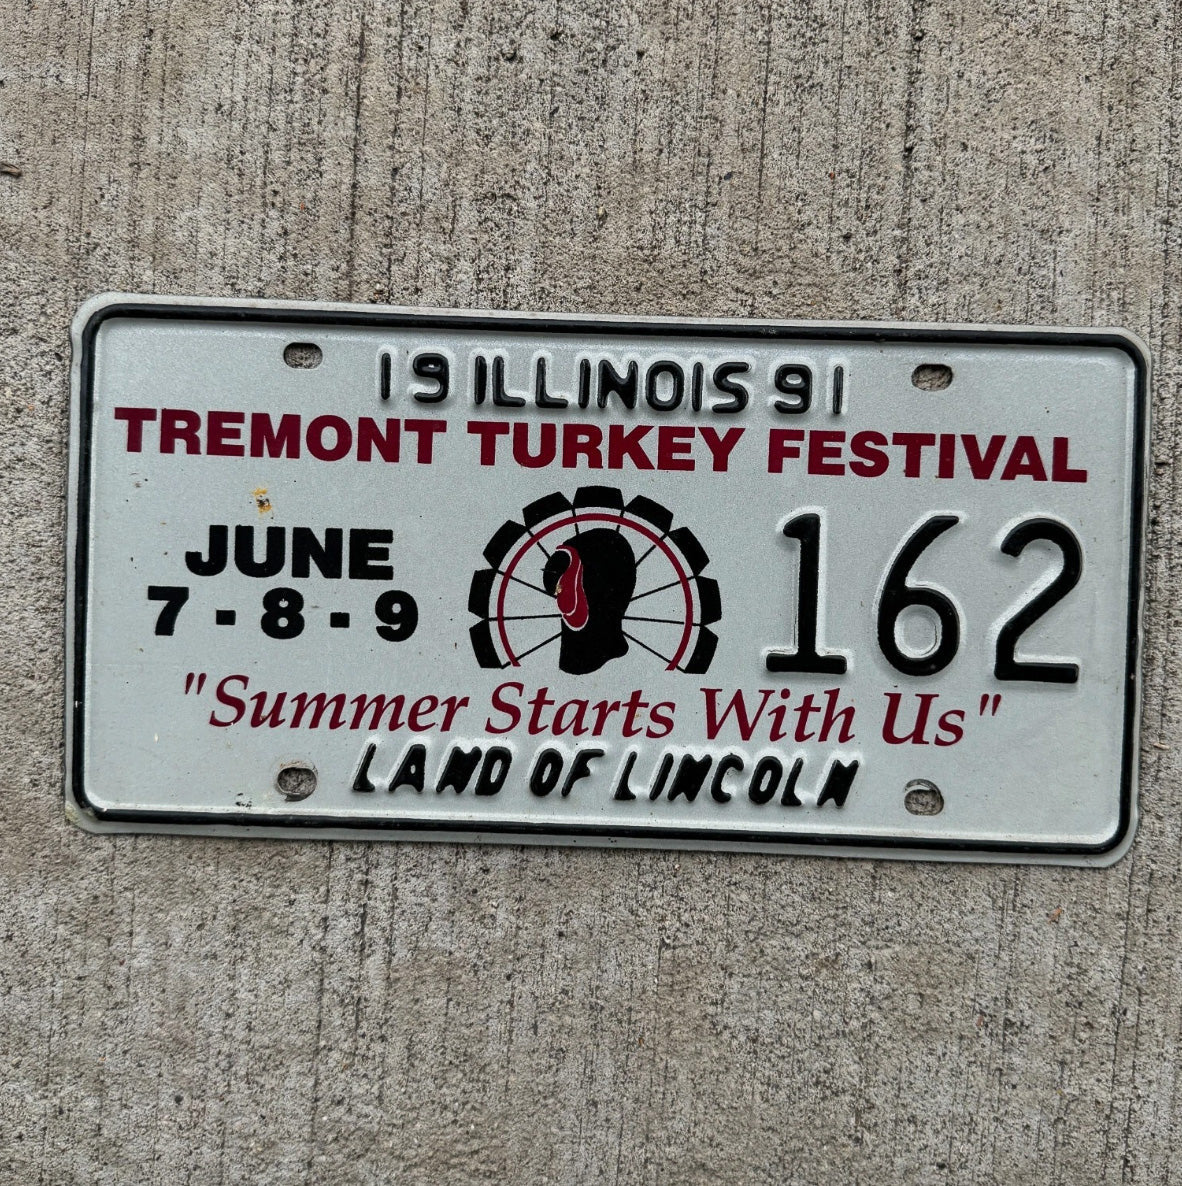 19 ILLINOIS 91
TREMONT TURKEY FESTIVAL
JUNE
7 - 8 - 9
162
"Summer Starts With Us"
LAND OF LINCOLN